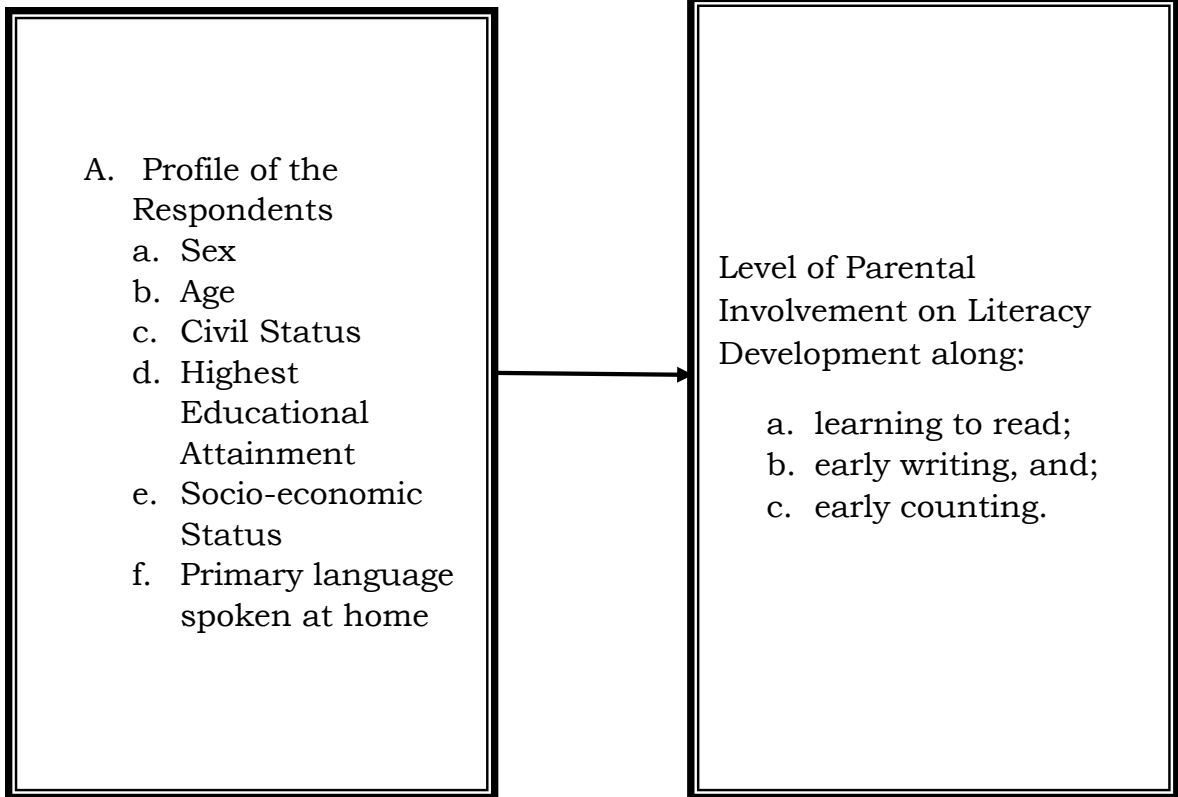 A. Profile of the
Respondents
a. Sex
b. Age
c. Civil Status
d. Highest
Educational
Attainment
e. Socio-economic
Status
f. Primary language
spoken at home
Level of Parental
Involvement on Literacy
Development along:
a. learning to read;
b. early writing, and;
c. early counting.